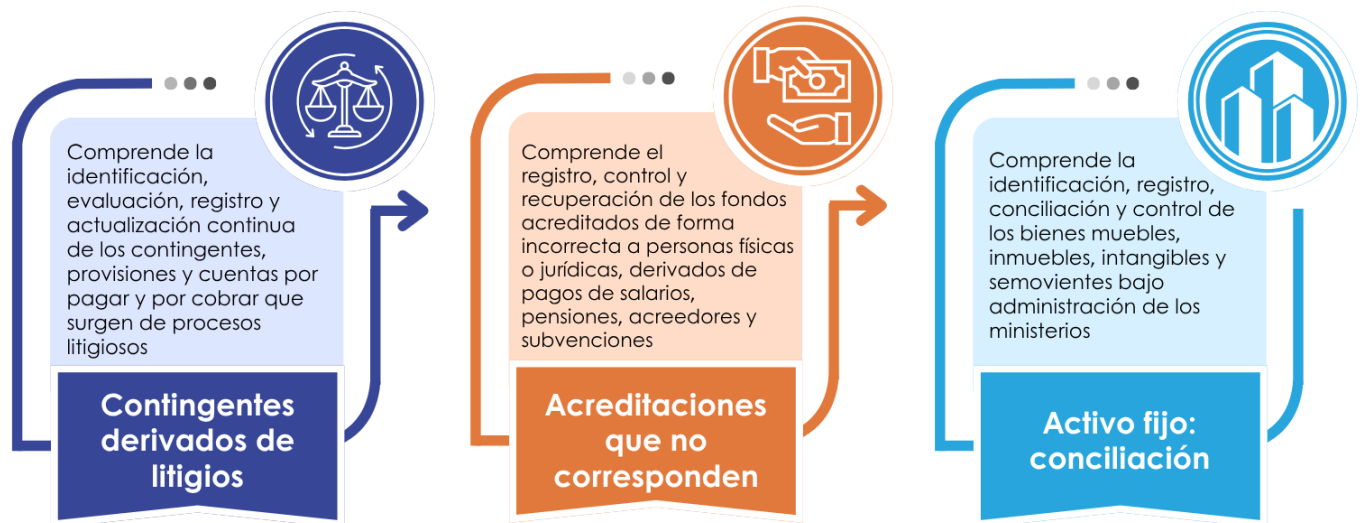 Comprende la
identificación,
evaluación, registro y
actualización continua
de los contingentes,
provisiones y cuentas por
pagar y por cobrar que
surgen de procesos
litigiosos
Contingentes
derivados de
litigios
Comprende el
registro, control y
recuperación de los fondos
acreditados de forma
incorrecta a personas físicas
o jurídicas, derivados de
pagos de salarios,
pensiones, acreedores y
subvenciones
Acreditaciones
que no
corresponden
Comprende la
identificación, registro,
conciliación y control de
los bienes muebles,
inmuebles, intangibles y
semovientes bajo
administración de los
ministerios
Activo fijo:
conciliación